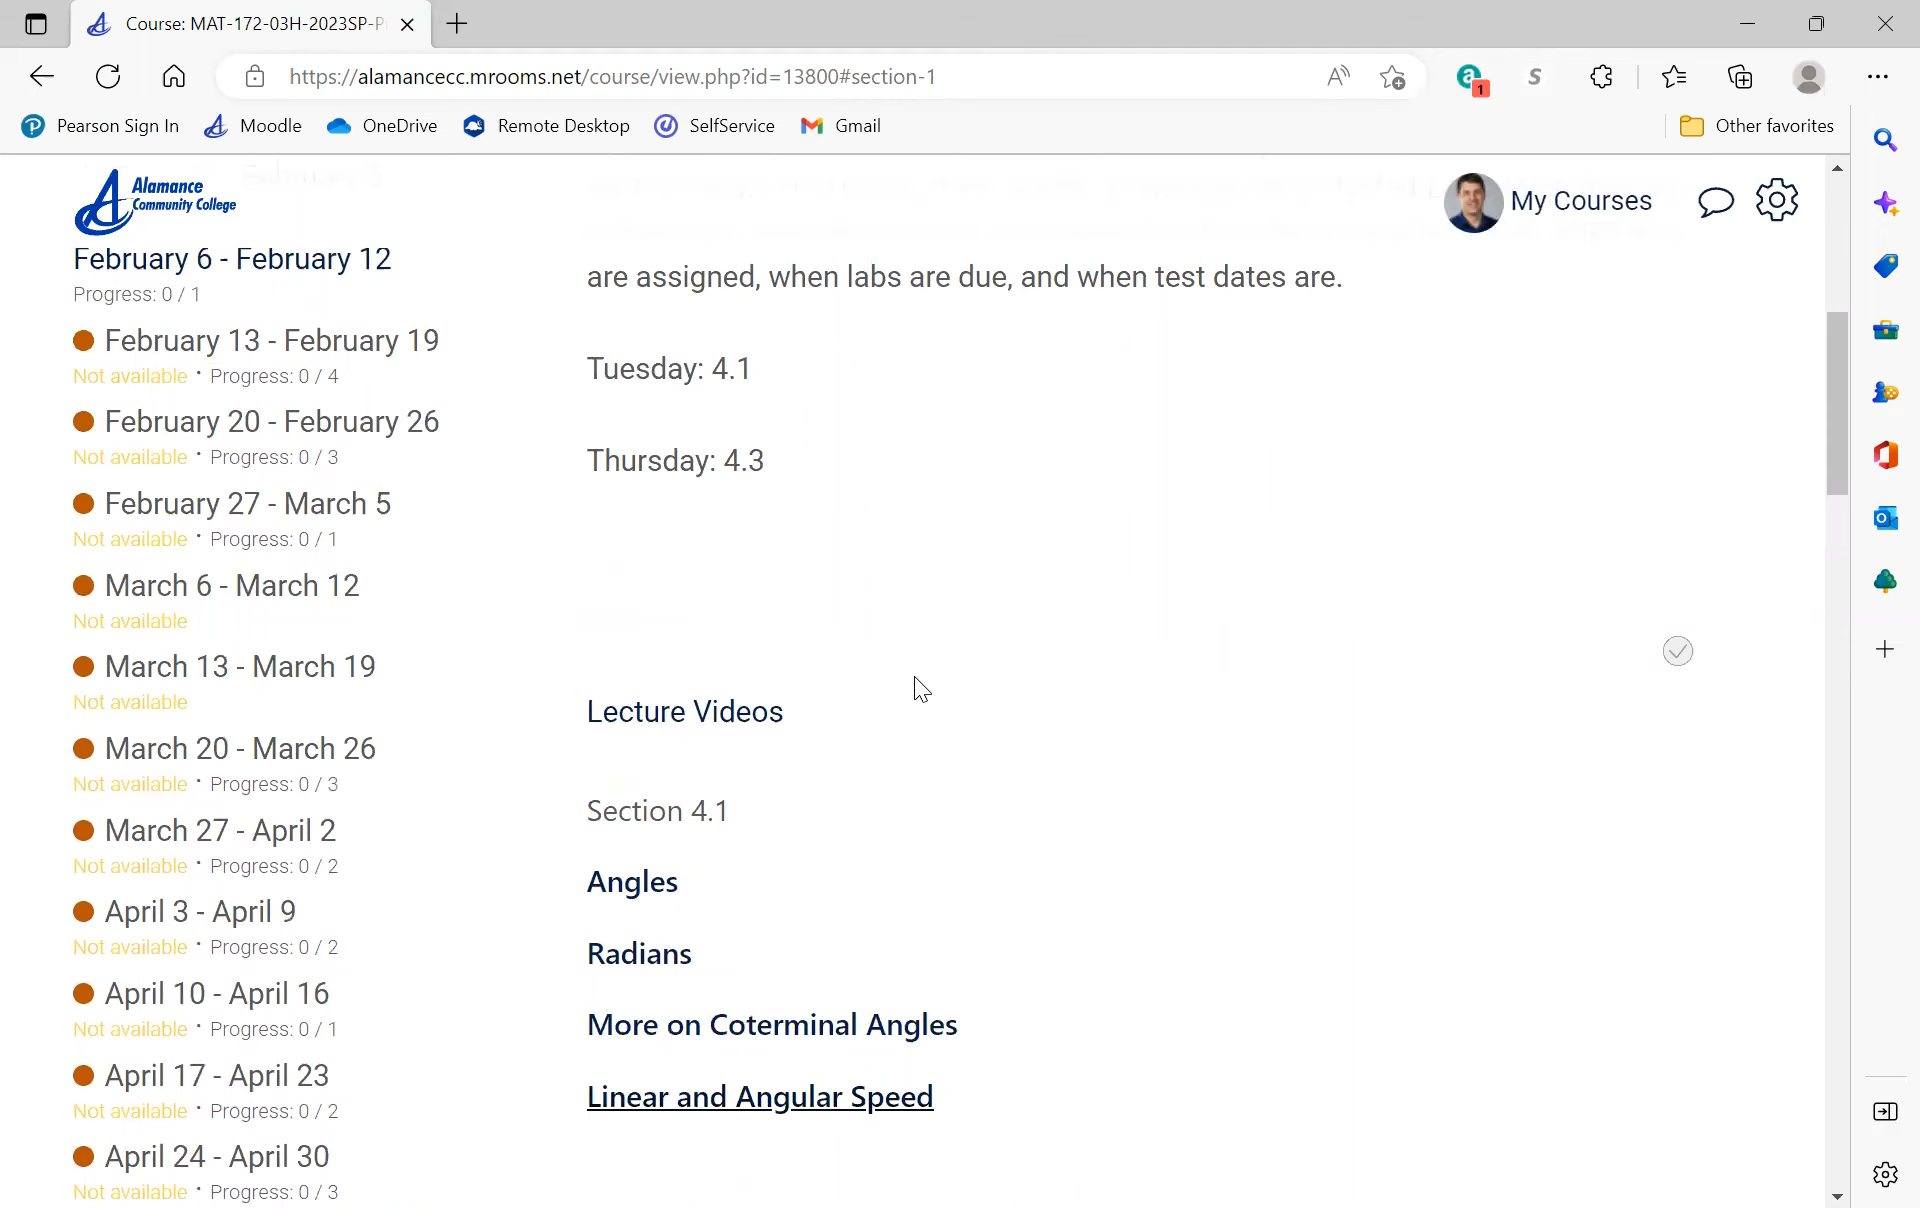 Course: MAT-172-03H-2023SP-P
https://alamancecc.mrooms.net/course/view.php?id=13800#section-1
1
Pearson Sign In
Moodle
OneDrive
Remote Desktop
SelfService
Gmail
Other favorites
Alamance
Community College
My Courses
February 6 - February 12
Progress: 0 / 1
February 13 - February 19
Not available · Progress: 0 / 4
February 20 - February 26
Not available · Progress: 0 / 3
February 27 - March 5
Not available · Progress: 0 / 1
March 6 - March 12
Not available
March 13 - March 19
Not available
March 20 - March 26
Not available · Progress: 0 / 3
March 27 - April 2
Not available · Progress: 0 / 2
April 3 - April 9
Not available · Progress: 0 / 2
April 10 - April 16
Not available · Progress: 0 / 1
April 17 - April 23
Not available · Progress: 0 / 2
April 24 - April 30
Not available · Progress: 0 / 3
are assigned, when labs are due, and when test dates are.
Tuesday: 4.1
Thursday: 4.3
Lecture Videos
Section 4.1
Angles
Radians
More on Coterminal Angles
Linear and Angular Speed